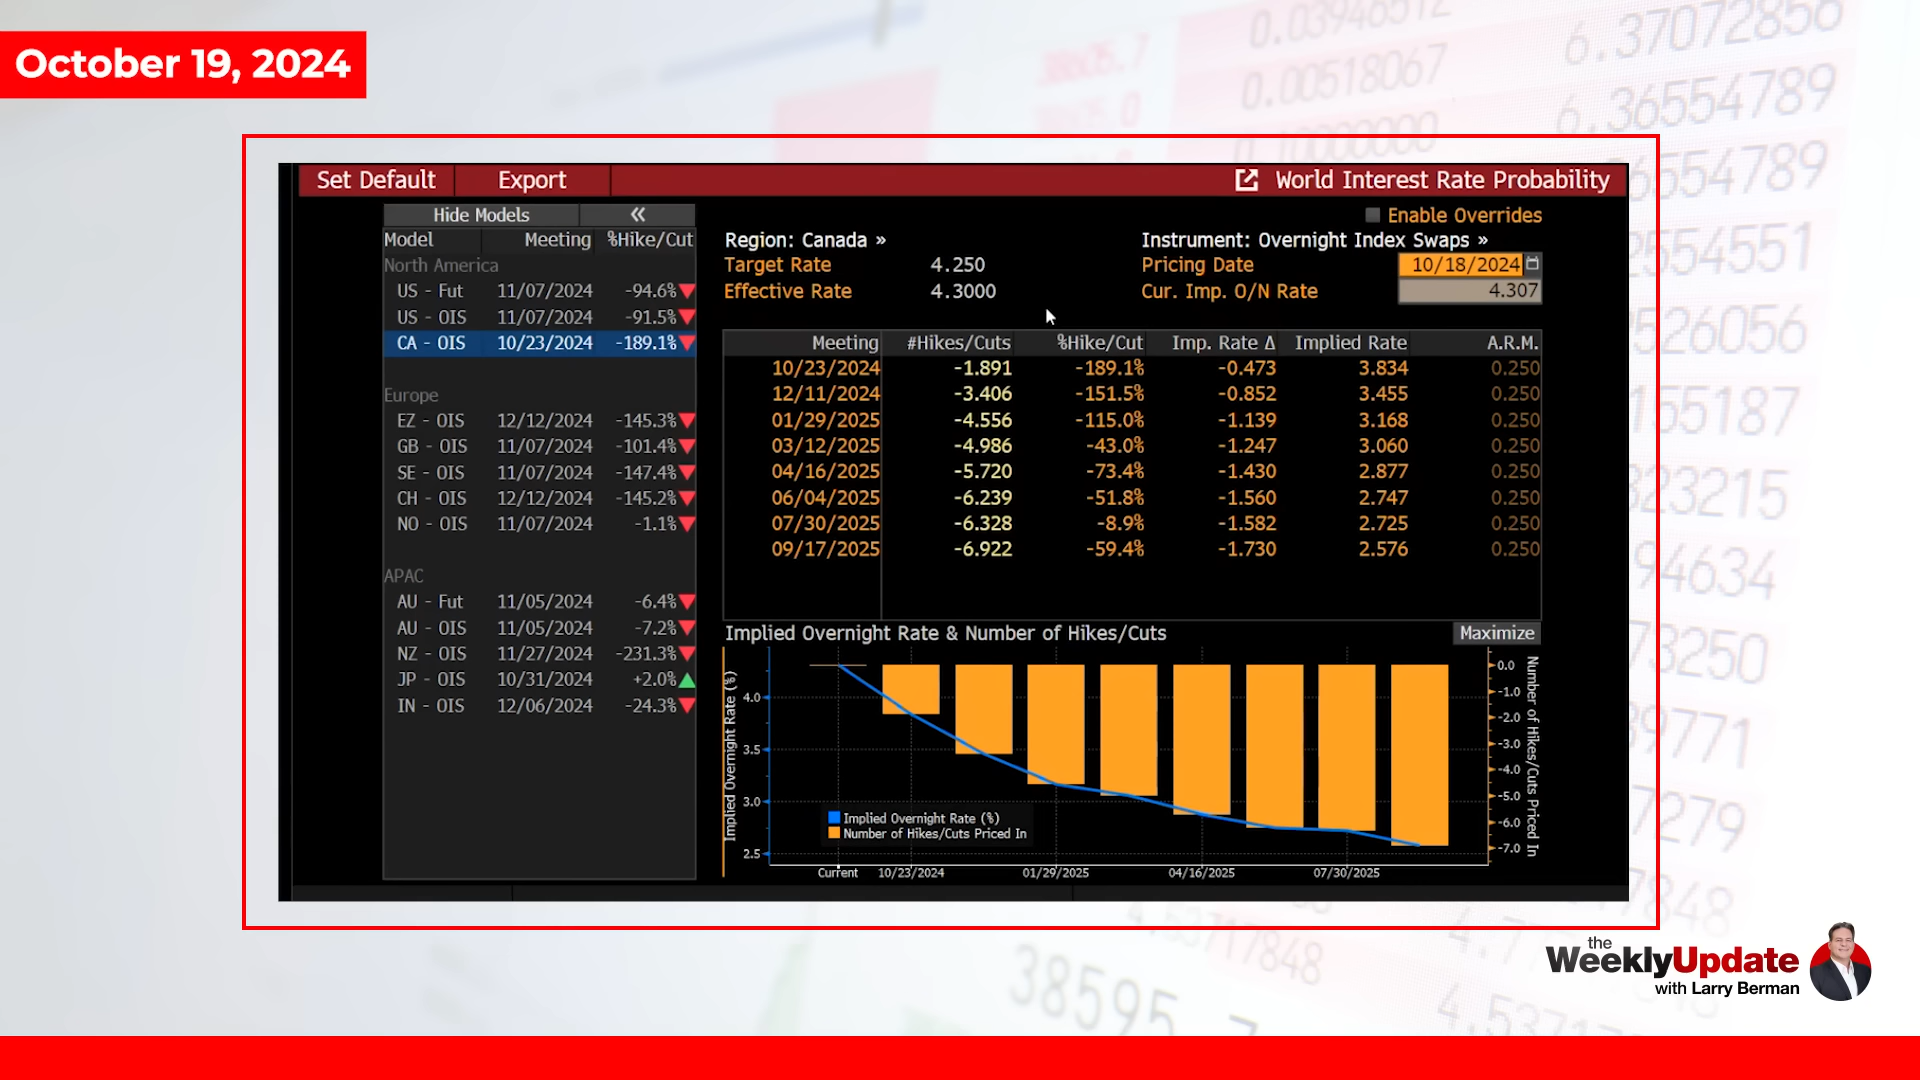 October 19, 2024
Set Default Export World Interest Rate Probability
Hide Models «
Model Meeting %Hike/Cut
North America
US - Fut 11/07/2024 -94.6%
US - OIS 11/07/2024 -91.5%
CA - OIS 10/23/2024 -189.1%
Europe
EZ - OIS 12/12/2024 -145.3%
GB - OIS 11/07/2024 -101.4%
SE - OIS 11/07/2024 -147.4%
CH - OIS 12/12/2024 -145.2%
NO - OIS 11/07/2024 -1.1%
APAC
AU - Fut 11/05/2024 -6.4%
AU - OIS 11/05/2024 -7.2%
NZ - OIS 11/27/2024 -231.3%
JP - OIS 10/31/2024 +2.0%
IN - OIS 12/06/2024 -24.3%
Enable Overrides
Region: Canada » Instrument: Overnight Index Swaps »
Target Rate 4.250 Pricing Date 10/18/2024
Effective Rate 4.3000 Cur. Imp. O/N Rate 4.307
Meeting #Hikes/Cuts %Hike/Cut Imp. Rate Δ Implied Rate A.R.M.
10/23/2024 -1.891 -189.1% -0.473 3.834 0.250
12/11/2024 -3.406 -151.5% -0.852 3.455 0.250
01/29/2025 -4.556 -115.0% -1.139 3.168 0.250
03/12/2025 -4.986 -43.0% -1.247 3.060 0.250
04/16/2025 -5.720 -73.4% -1.430 2.877 0.250
06/04/2025 -6.239 -51.8% -1.560 2.747 0.250
07/30/2025 -6.328 -8.9% -1.582 2.725 0.250
09/17/2025 -6.922 -59.4% -1.730 2.576 0.250
Implied Overnight Rate & Number of Hikes/Cuts Maximize
Implied Overnight Rate (%)
4.0
3.5
3.0
2.5
Implied Overnight Rate (%)
Number of Hikes/Cuts Priced In
0.0
-1.0
-2.0
-3.0
-4.0
-5.0
-6.0
-7.0
Number of Hikes/Cuts Priced In
Current 10/23/2024 01/29/2025 04/16/2025 07/30/2025
the
WeeklyUpdate
with Larry Berman